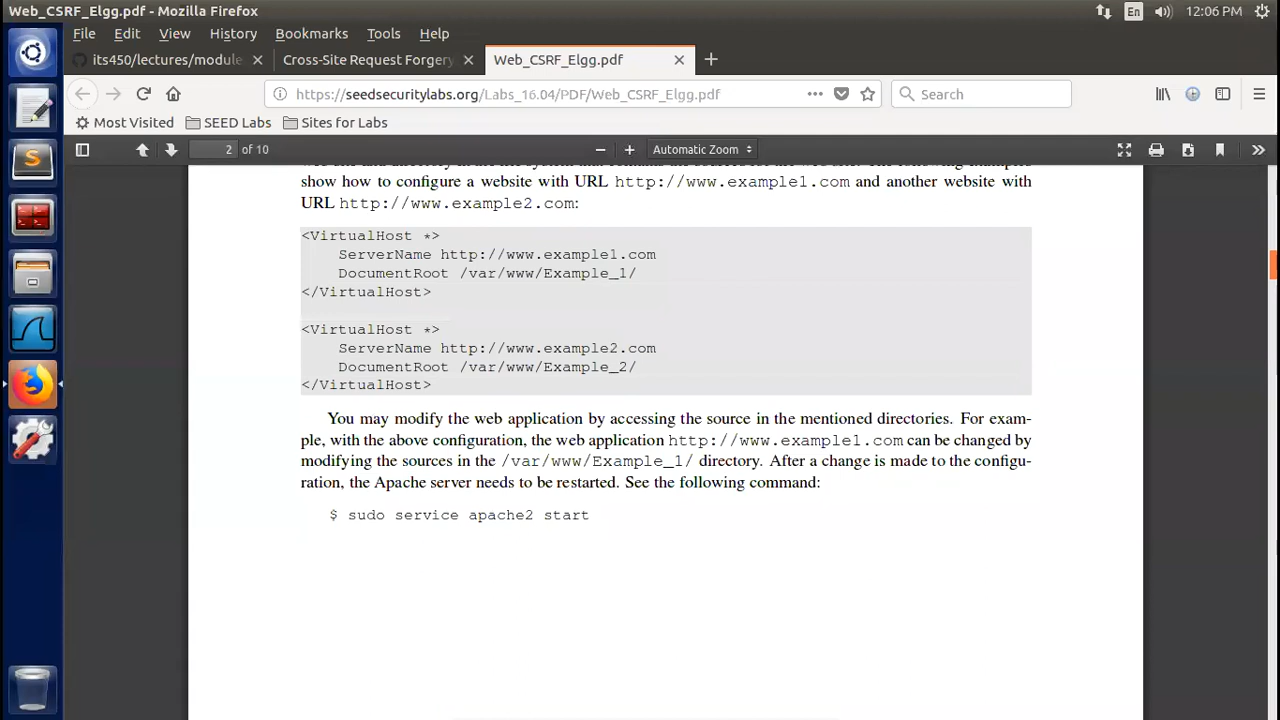 Web_CSRF_Elgg.pdf - Mozilla Firefox
En
12:06 PM
File Edit View History Bookmarks Tools Help
its450/lectures/module
Cross-Site Request Forgery
Web_CSRF_Elgg.pdf
https://seedsecuritylabs.org/Labs_16.04/PDF/Web_CSRF_Elgg.pdf
Search
Most Visited
SEED Labs
Sites for Labs
2 of 10
Automatic Zoom
show how to configure a website with URL http://www.example1.com and another website with
URL http://www.example2.com:
<VirtualHost *>
ServerName http://www.example1.com
DocumentRoot /var/www/Example_1/
</VirtualHost>
<VirtualHost *>
ServerName http://www.example2.com
DocumentRoot /var/www/Example_2/
</VirtualHost>
You may modify the web application by accessing the source in the mentioned directories. For exam-
ple, with the above configuration, the web application http://www.example1.com can be changed by
modifying the sources in the /var/www/Example_1/ directory. After a change is made to the configu-
ration, the Apache server needs to be restarted. See the following command:
$ sudo service apache2 start